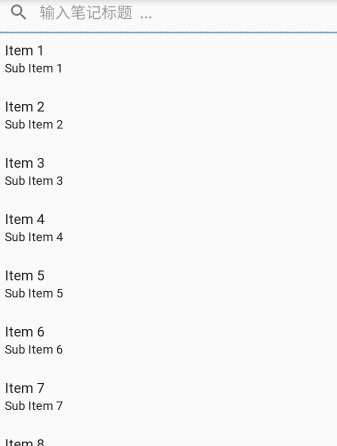 输入笔记标题 ...
Item 1
Sub Item 1
Item 2
Sub Item 2
Item 3
Sub Item 3
Item 4
Sub Item 4
Item 5
Sub Item 5
Item 6
Sub Item 6
Item 7
Sub Item 7
Item 8